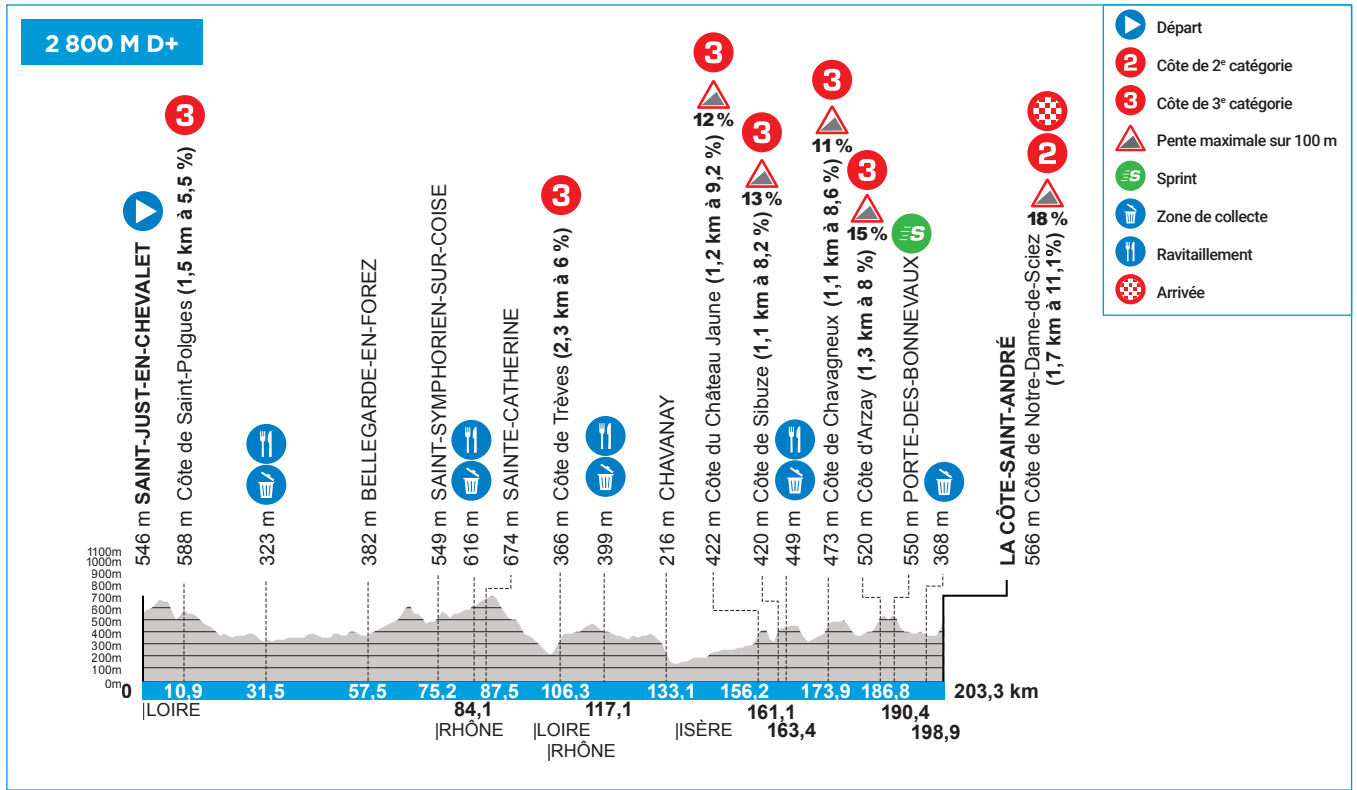 2 800 M D+
Départ
2 Côte de 2e catégorie
3 Côte de 3e catégorie
Pente maximale sur 100 m
S Sprint
Zone de collecte
Ravitaillement
Arrivée
546 m SAINT-JUST-EN-CHEVALET
3
588 m Côte de Saint-Polgues (1,5 km à 5,5 %)
323 m
382 m BELLEGARDE-EN-FOREZ
549 m SAINT-SYMPHORIEN-SUR-COISE
616 m
674 m SAINTE-CATHERINE
3
366 m Côte de Trèves (2,3 km à 6 %)
399 m
216 m CHAVANAY
3
12 %
422 m Côte du Château Jaune (1,2 km à 9,2 %)
3
13 %
420 m Côte de Sibuze (1,1 km à 8,2 %)
449 m
3
11 %
473 m Côte de Chavagneux (1,1 km à 8,6 %)
3
15 %
520 m Côte d'Arzay (1,3 km à 8 %)
S
550 m PORTE-DES-BONNEVAUX
368 m
LA CÔTE-SAINT-ANDRÉ
2
18 %
566 m Côte de Notre-Dame-de-Sciez
(1,7 km à 11,1%)
1100m
1000m
900m
800m
700m
600m
500m
400m
300m
200m
100m
0m
0 10,9 31,5 57,5 75,2 87,5 106,3 133,1 156,2 173,9 186,8 203,3 km
84,1 117,1 161,1 190,4
163,4 198,9
|LOIRE
|RHÔNE |LOIRE |ISÈRE
|RHÔNE